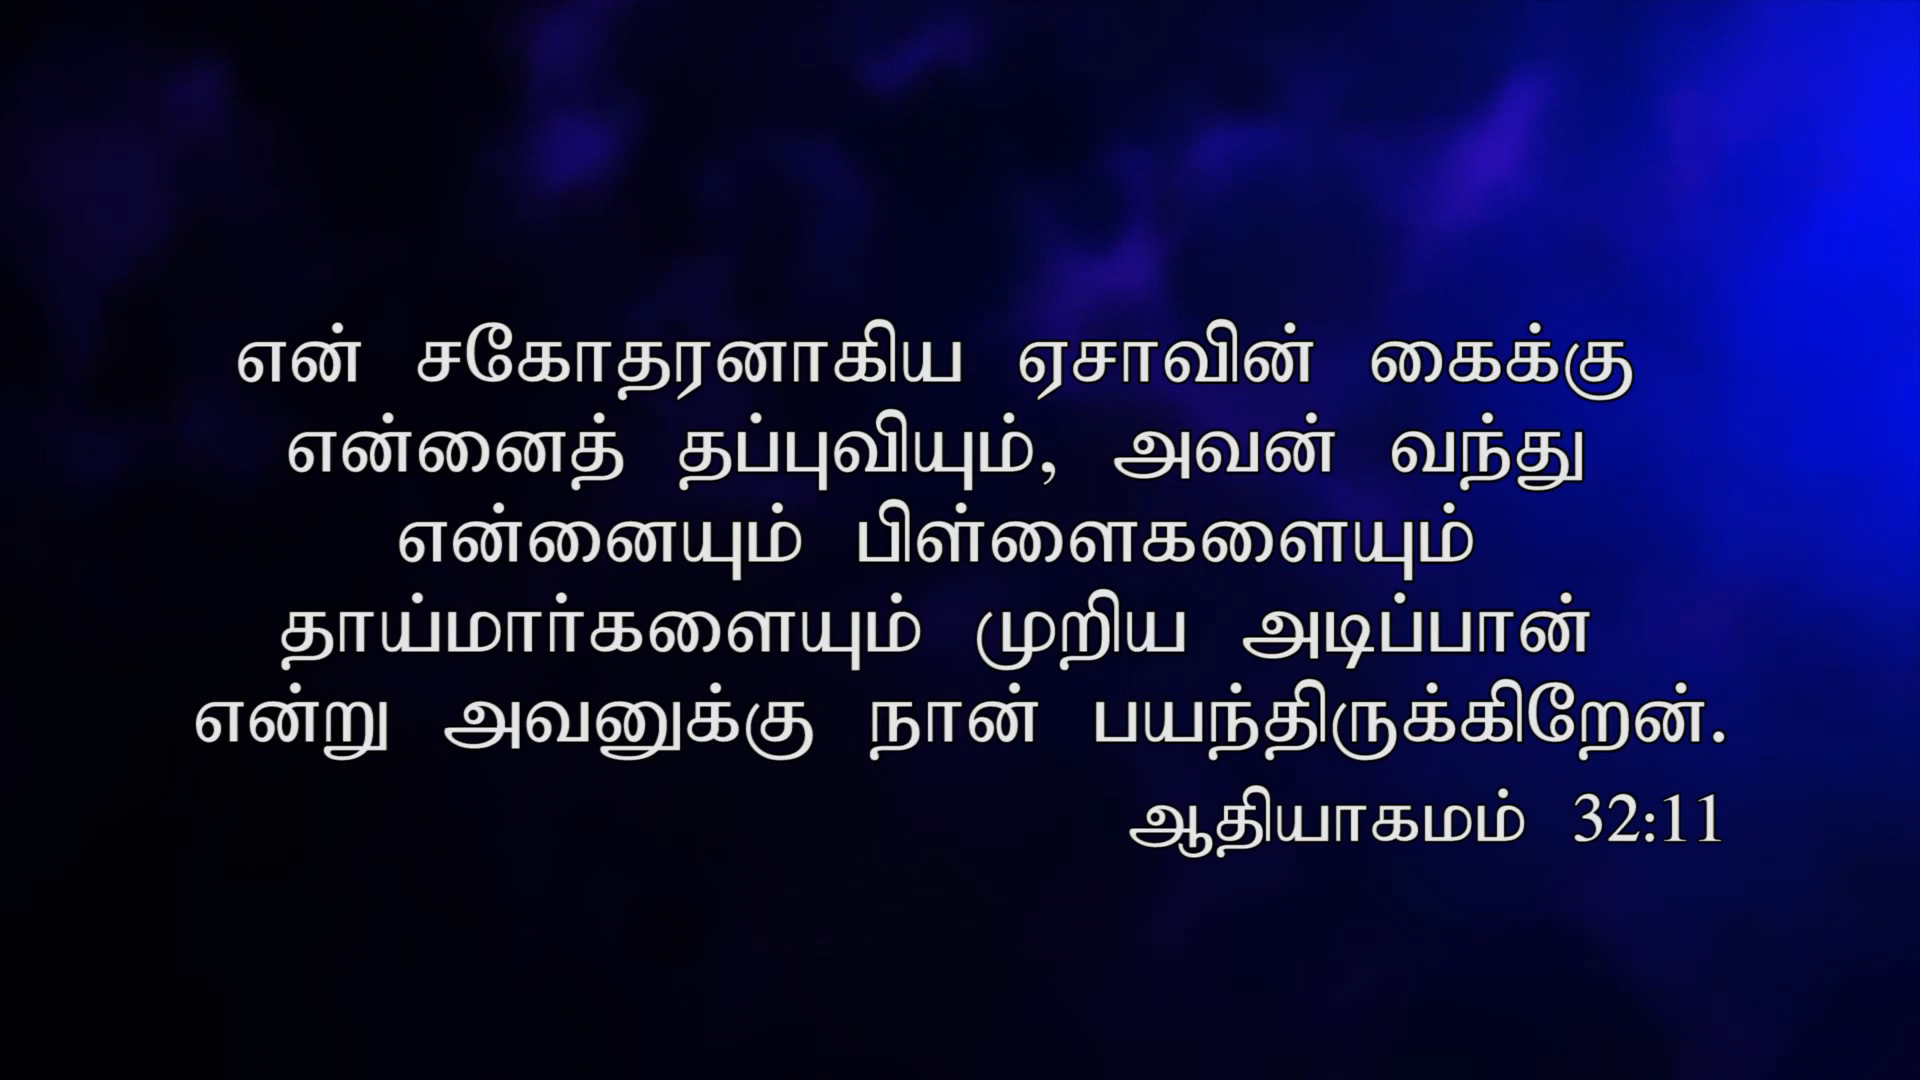 என் சகோதரனாகிய ஏசாவின் கைக்கு
என்னைத் தப்புவியும், அவன் வந்து
என்னையும் பிள்ளைகளையும்
தாய்மார்களையும் முறிய அடிப்பான்
என்று அவனுக்கு நான் பயந்திருக்கிறேன்.
ஆதியாகமம் 32:11